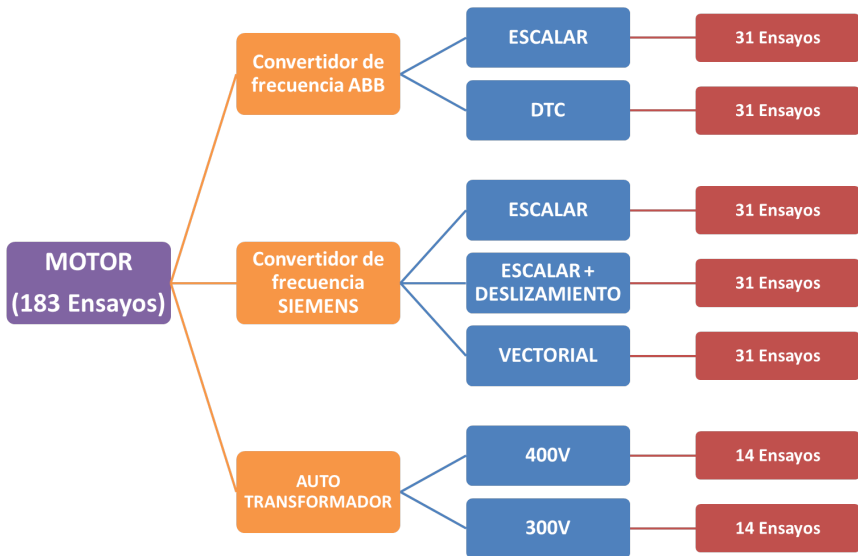 MOTOR
(183 Ensayos)
Convertidor de
frecuencia ABB
ESCALAR
31 Ensayos
DTC
31 Ensayos
Convertidor de
frecuencia
SIEMENS
ESCALAR
31 Ensayos
ESCALAR +
DESLIZAMIENTO
31 Ensayos
VECTORIAL
31 Ensayos
AUTO
TRANSFORMADOR
400V
14 Ensayos
300V
14 Ensayos